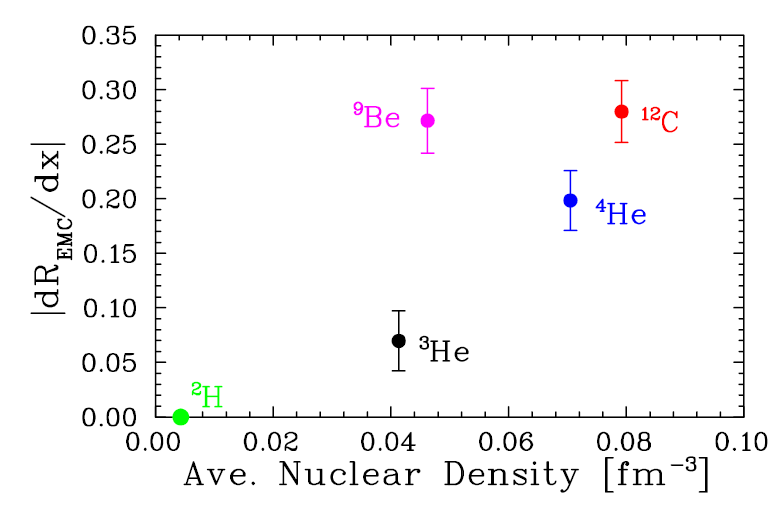 0.35
0.30
0.25
0.20
0.15
0.10
0.05
0.00
|dR_EMC/dx|
⁹Be
¹²C
⁴He
³He
²H
0.00 0.02 0.04 0.06 0.08 0.10
Ave. Nuclear Density [fm⁻³]